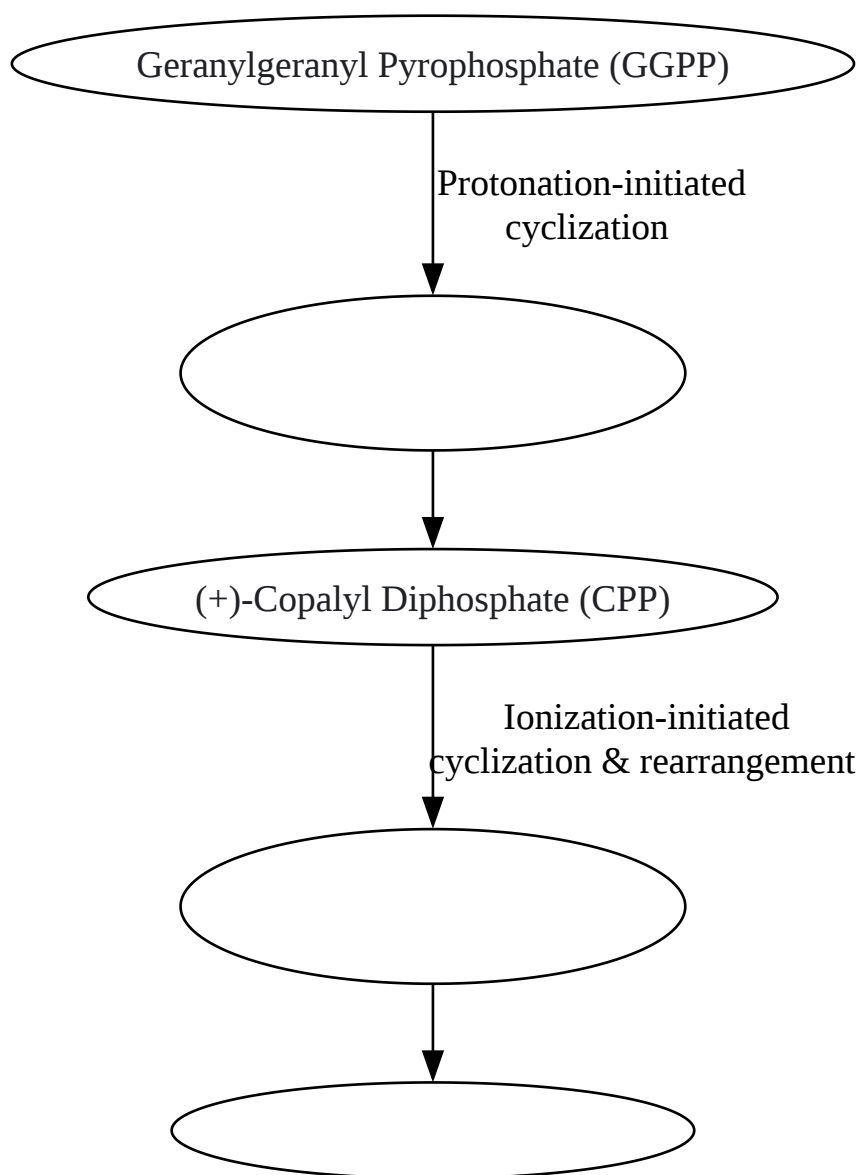 Geranylgeranyl Pyrophosphate (GGPP)
Protonation-initiated
cyclization
(+)-Copalyl Diphosphate (CPP)
Ionization-initiated
cyclization & rearrangement